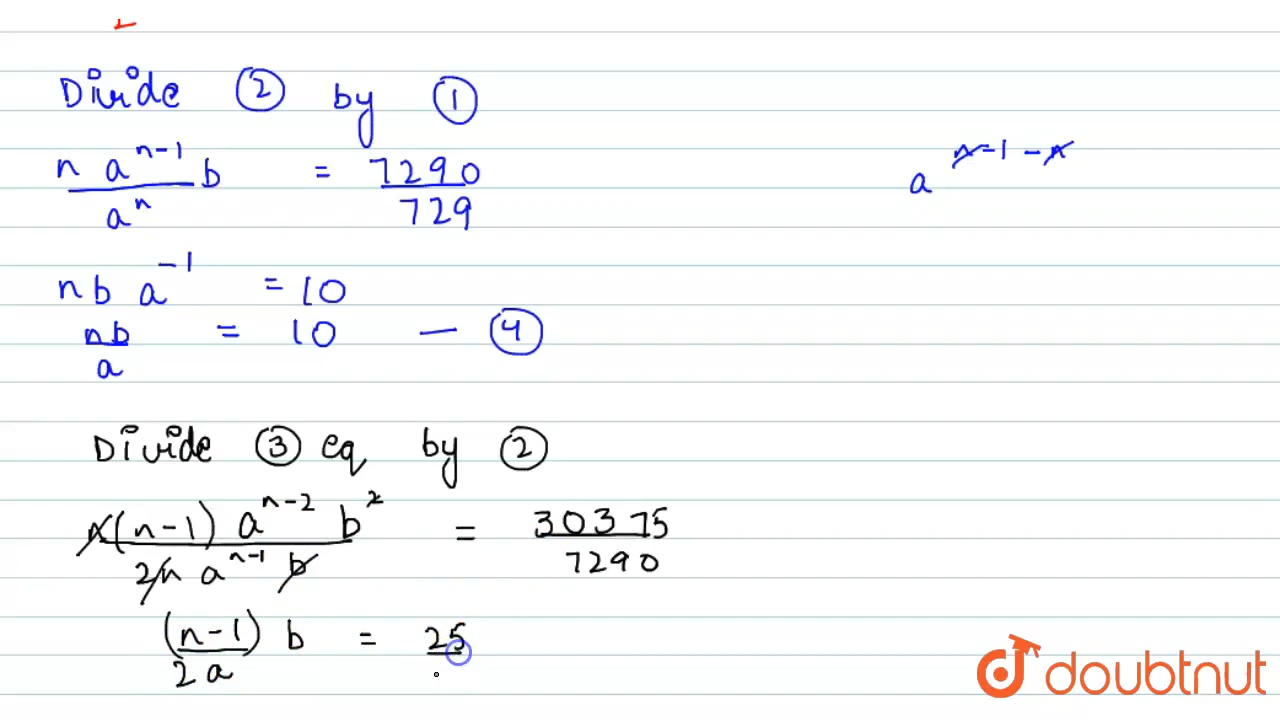 Divide ② by ①
n a^{n-1} b / a^n = 7290 / 729
a^{n-1-n}
nb a^{-1} = 10
nb / a = 10 — ④
Divide ③ eq by ②
n(n-1) a^{n-2} b^2 / 2n a^{n-1} b = 30375 / 7290
(n-1) / 2a b = 25
doubtnut